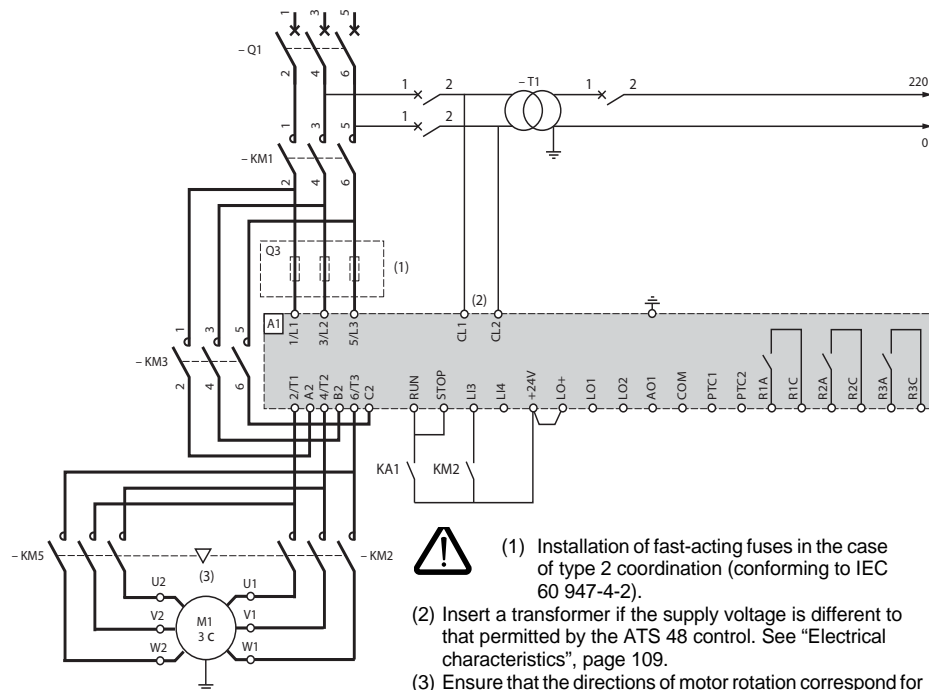 1 3 5
– Q1
2 4 6
1 2 – T1 1 2 220
1 3 5 1 2
0
– KM1
2 4 6
Q3
(1)
(2)
A1 1/L1 3/L2 5/L3 CL1 CL2
1 3 5
– KM3
2 4 6
2/T1 A2 4/T2 B2 6/T3 C2 RUN STOP LI3 LI4 +24V LO+ LO1 LO2 AO1 COM PTC1 PTC2 R1A R1C R2A R2C R3A R3C
KA1 KM2
– KM5 – KM2
(3)
U2 U1
V2 M1 V1
3 C
W2 W1
(1) Installation of fast-acting fuses in the case
of type 2 coordination (conforming to IEC
60 947-4-2).
(2) Insert a transformer if the supply voltage is different to
that permitted by the ATS 48 control. See “Electrical
characteristics”, page 109.
(3) Ensure that the directions of motor rotation correspond for